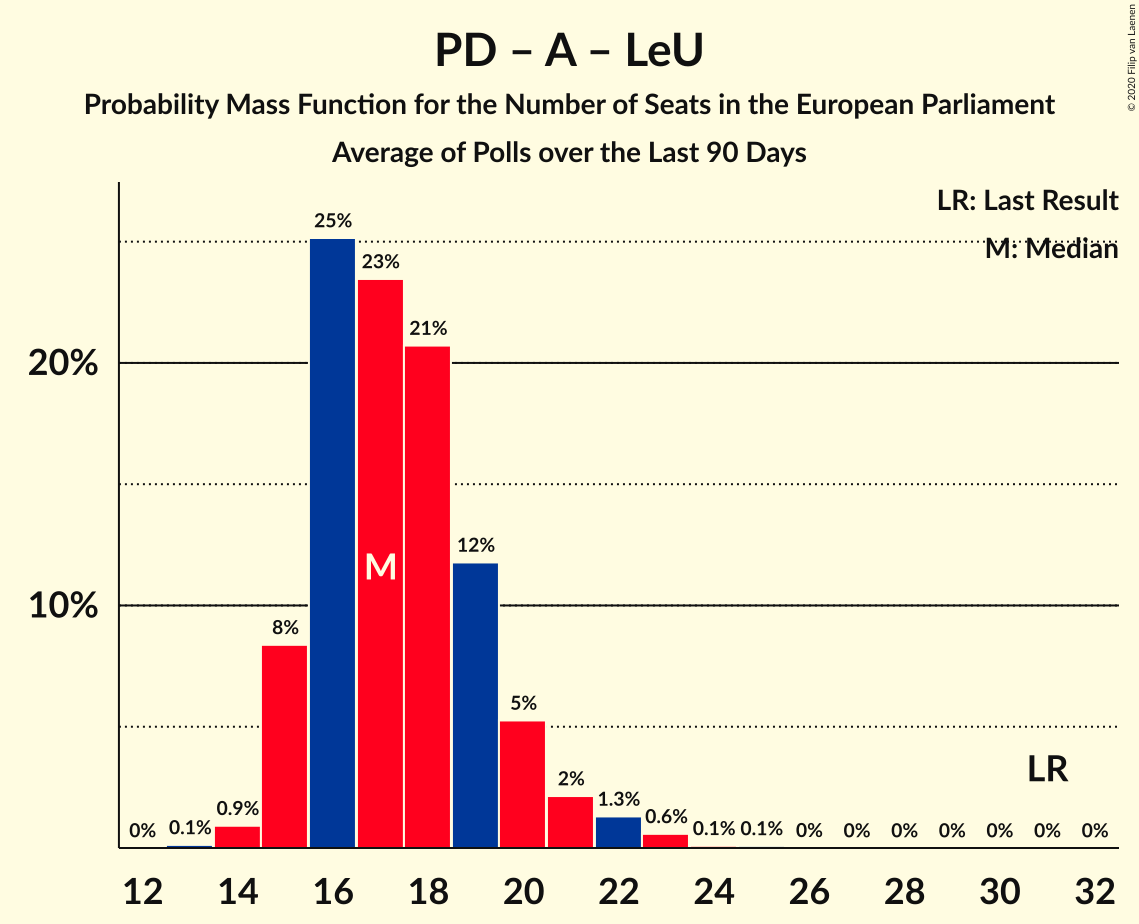 PD – A – LeU
Probability Mass Function for the Number of Seats in the European Parliament
Average of Polls over the Last 90 Days
© 2020 Filip van Laenen
LR: Last Result
M: Median
25%
23%
21%
20%
12%
M
10%
8%
5%
LR
2%
1.3%
0% 0.1% 0.9% 0.6% 0.1% 0.1% 0% 0% 0% 0% 0% 0% 0%
12 14 16 18 20 22 24 26 28 30 32